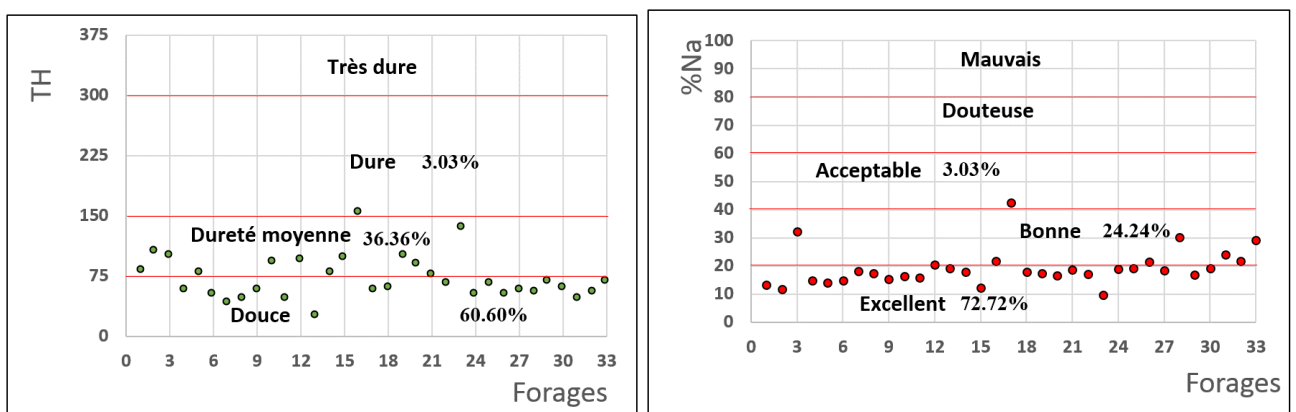 375
300
225
150
75
0
TH
Très dure
Dure 3.03%
Dureté moyenne 36.36%
Douce 60.60%
0 3 6 9 12 15 18 21 24 27 30 33
Forages
100
90
80
70
60
50
40
30
20
10
0
%Na
Mauvais
Douteuse
Acceptable 3.03%
Bonne 24.24%
Excellent 72.72%
0 3 6 9 12 15 18 21 24 27 30 33
Forages